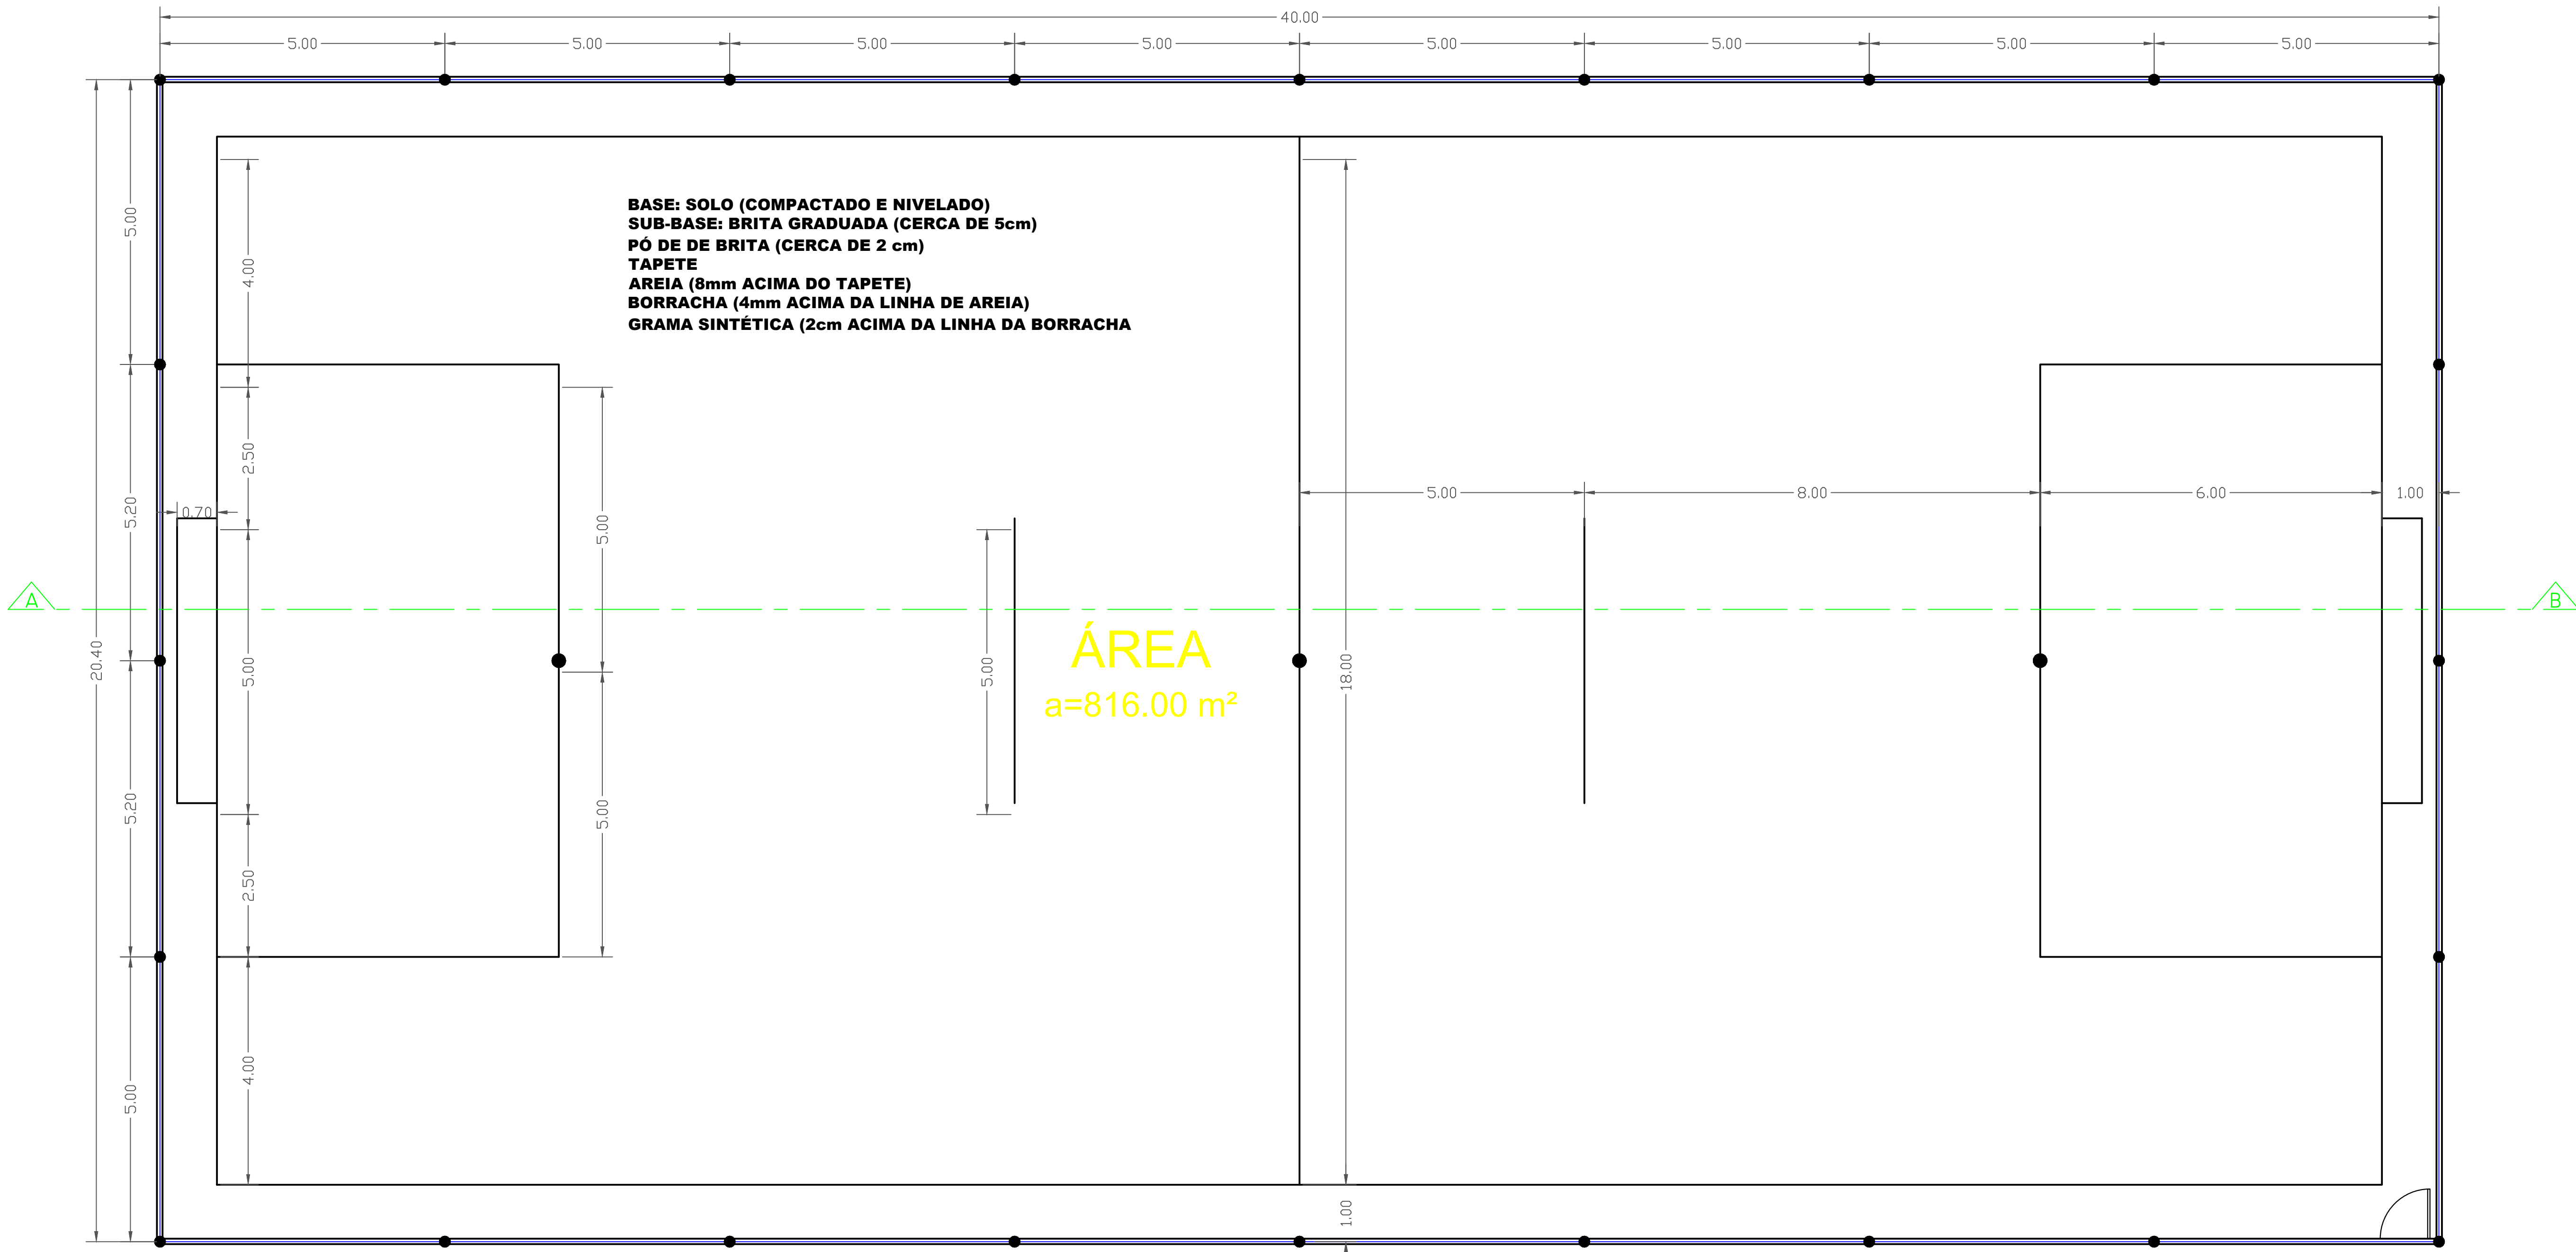 40.00
5.00 5.00 5.00 5.00 5.00 5.00 5.00 5.00
BASE: SOLO (COMPACTADO E NIVELADO)
SUB-BASE: BRITA GRADUADA (CERCA DE 5cm)
PÓ DE DE BRITA (CERCA DE 2 cm)
TAPETE
AREIA (8mm ACIMA DO TAPETE)
BORRACHA (4mm ACIMA DA LINHA DE AREIA)
GRAMA SINTÉTICA (2cm ACIMA DA LINHA DA BORRACHA
5.00
4.00
2.50
5.20
0.70
5.00
5.00 8.00 6.00 1.00
A
B
20.40
5.00
5.00
18.00
ÁREA
a=816.00 m²
5.20
5.00
2.50
4.00
5.00
1.00